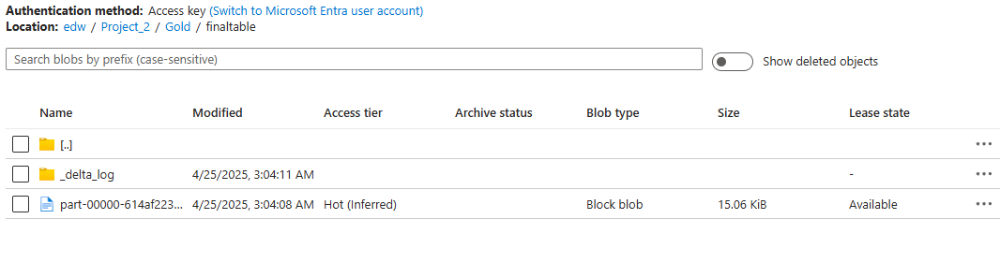 Authentication method: Access key (Switch to Microsoft Entra user account)
Location: edw / Project_2 / Gold / finaltable
Search blobs by prefix (case-sensitive)
Show deleted objects
Name Modified Access tier Archive status Blob type Size Lease state
[..]
_delta_log 4/25/2025, 3:04:11 AM -
part-00000-614af223... 4/25/2025, 3:04:08 AM Hot (Inferred) Block blob 15.06 KiB Available